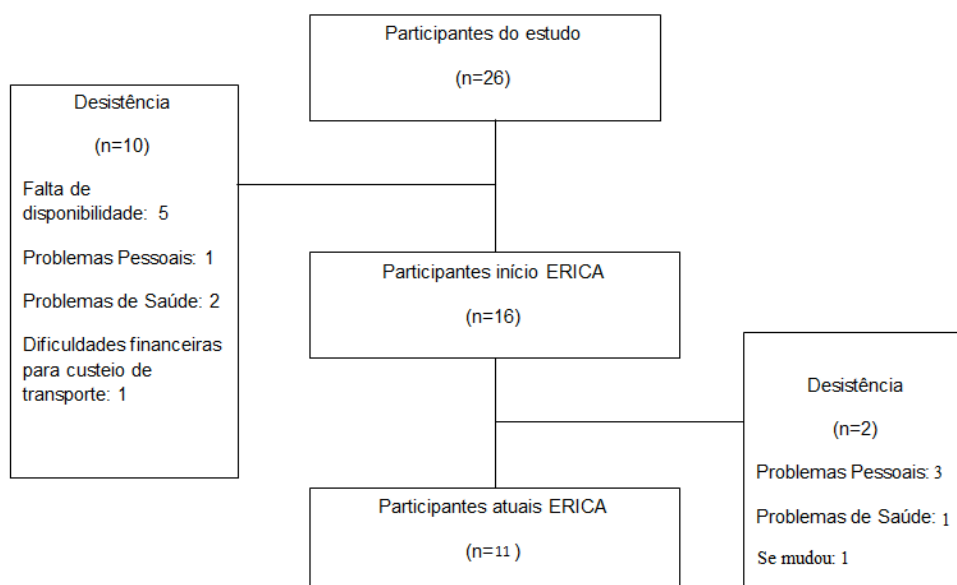 Participantes do estudo
(n=26)
Desistência
(n=10)
Falta de
disponibilidade: 5
Problemas Pessoais: 1
Problemas de Saúde: 2
Dificuldades financeiras
para custeio de
transporte: 1
Participantes início ERICA
(n=16)
Desistência
(n=2)
Problemas Pessoais: 3
Problemas de Saúde: 1
Se mudou: 1
Participantes atuais ERICA
(n=11 )